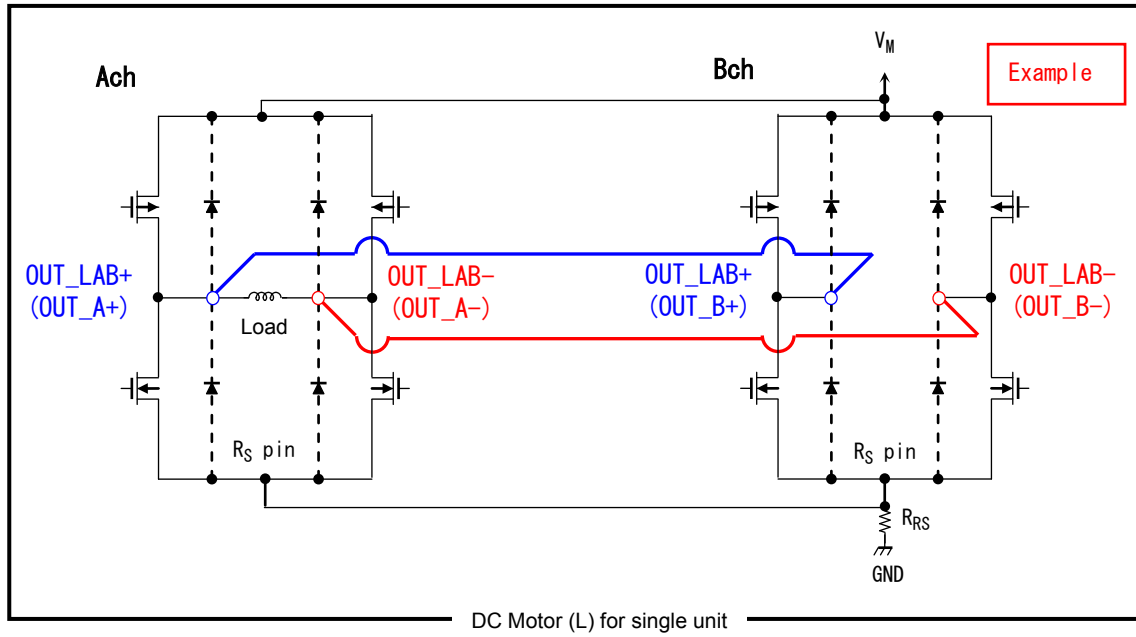 V_M
Example
Ach
Bch
OUT_LAB+
(OUT_A+)
Load
OUT_LAB-
(OUT_A-)
OUT_LAB+
(OUT_B+)
OUT_LAB-
(OUT_B-)
R_S pin
R_S pin
R_RS
GND
DC Motor (L) for single unit